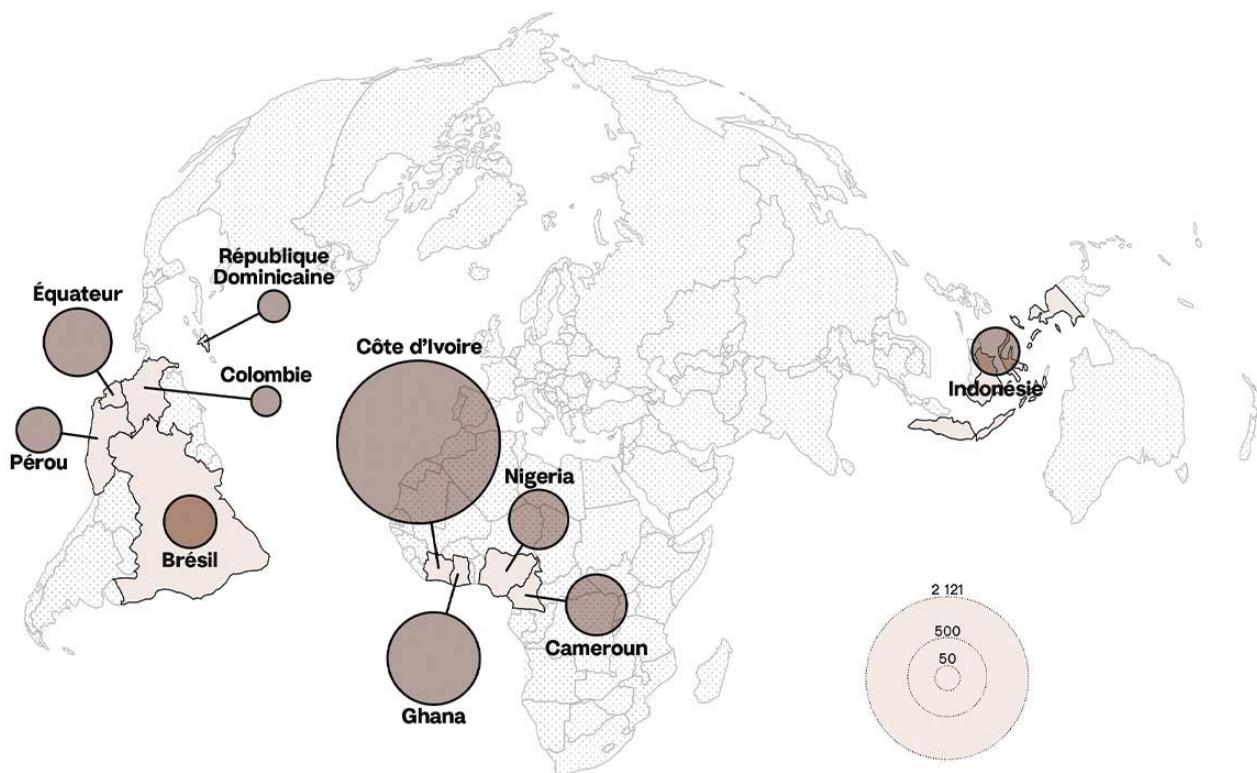 République
Dominicaine
Équateur
Côte d'Ivoire
Colombie
Indonésie
Pérou
Nigeria
Brésil
2 121
500
Cameroun
50
Ghana